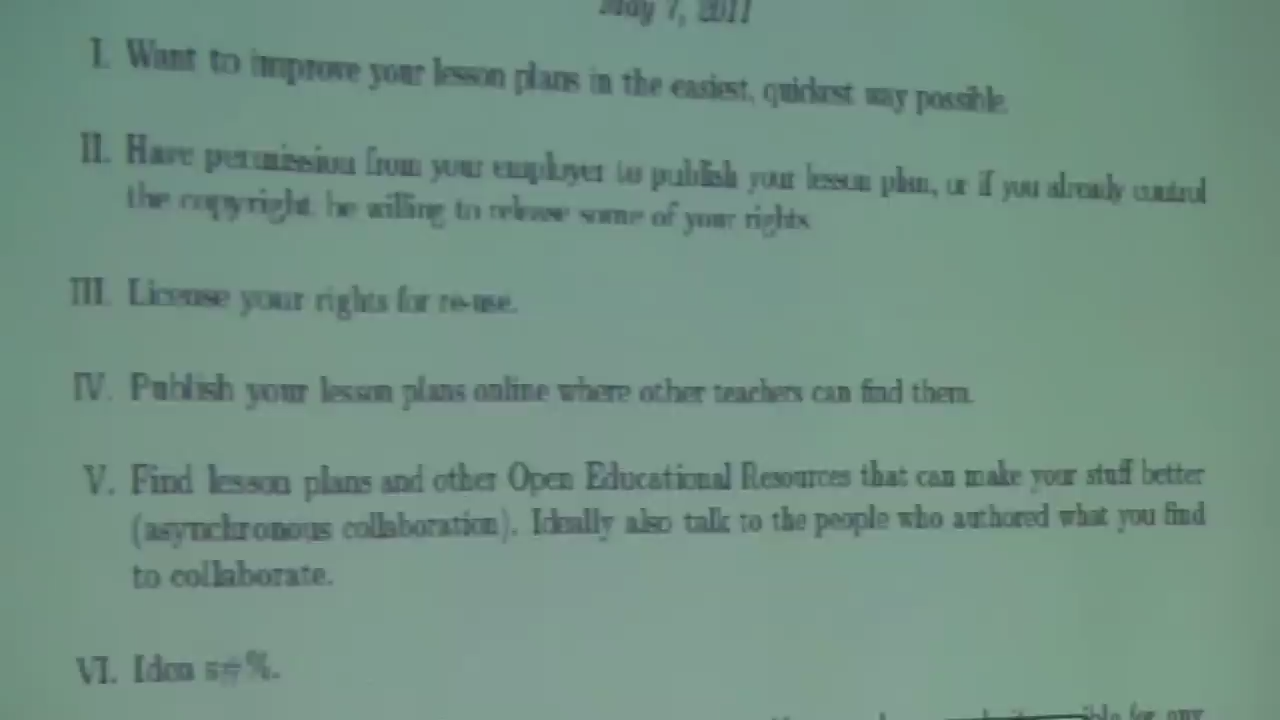 May 7, 2011
I. Want to improve your lesson plans in the easiest, quickest way possible.
II. Have permission from your employer to publish your lesson plan, or if you already control
the copyright, be willing to release some of your rights.
III. License your rights for re-use.
IV. Publish your lesson plans online where other teachers can find them.
V. Find lesson plans and other Open Educational Resources that can make your stuff better
(asynchronous collaboration). Ideally also talk to the people who authored what you find
to collaborate.
VI.
for any